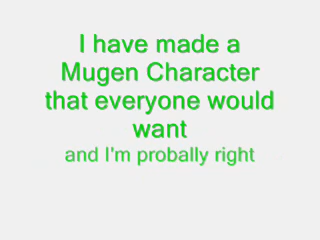 I have made a
Mugen Character
that everyone would
want
and I'm probally right